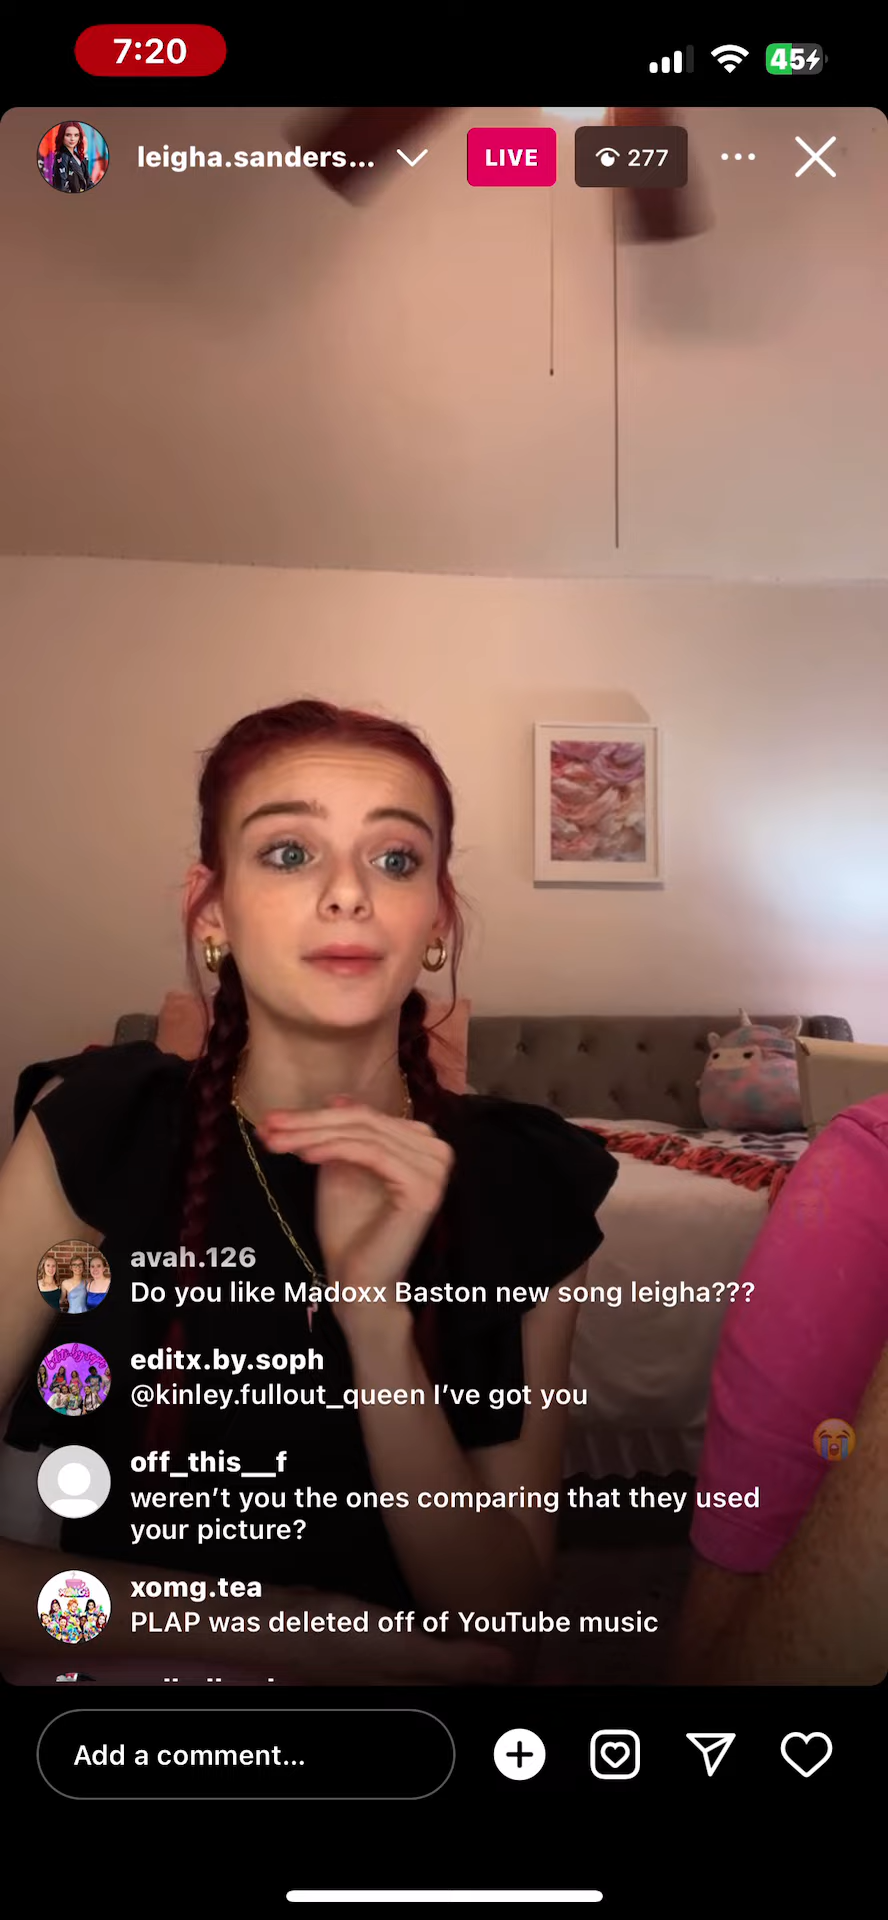 7:20
45
leigha.sanders...
LIVE
277
avah.126
Do you like Madoxx Baston new song leigha???
editx.by.soph
@kinley.fullout_queen I've got you
off_this__f
weren't you the ones comparing that they used
your picture?
xomg.tea
PLAP was deleted off of YouTube music
Add a comment...